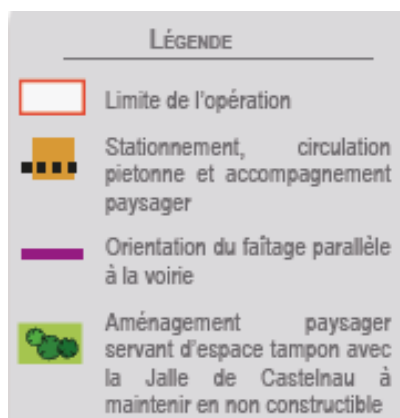 LÉGENDE
Limite de l'opération
Stationnement, circulation
pietonne et accompagnement
paysager
Orientation du faîtage parallèle
à la voirie
Aménagement paysager
servant d'espace tampon avec
la Jalle de Castelnau à
maintenir en non constructible